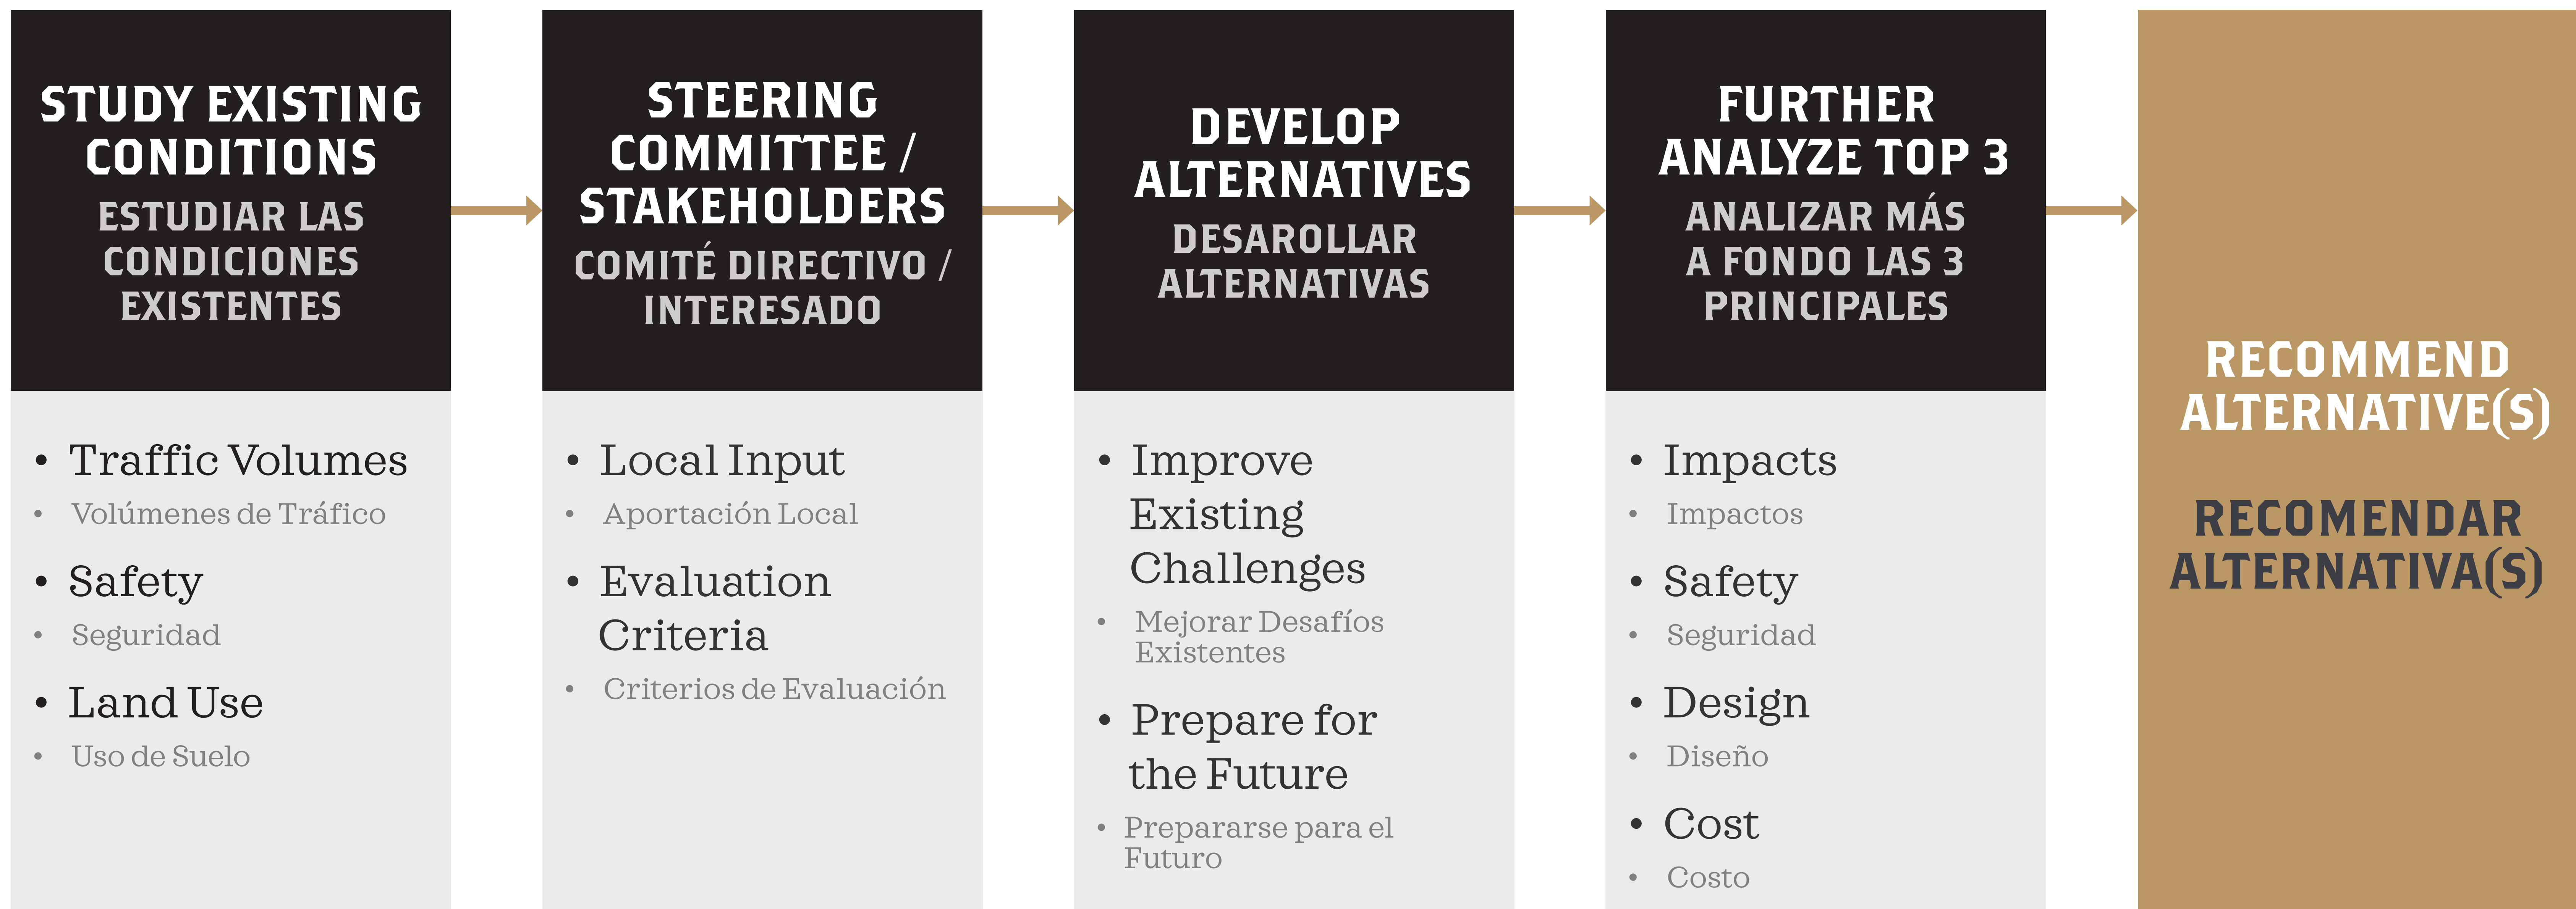 STUDY EXISTING
CONDITIONS
ESTUDIAR LAS
CONDICIONES
EXISTENTES
• Traffic Volumes
• Volúmenes de Tráfico
• Safety
• Seguridad
• Land Use
• Uso de Suelo
STEERING
COMMITTEE /
STAKEHOLDERS
COMITÉ DIRECTIVO /
INTERESADO
• Local Input
• Aportación Local
• Evaluation
Criteria
• Criterios de Evaluación
DEVELOP
ALTERNATIVES
DESAROLLAR
ALTERNATIVAS
• Improve
Existing
Challenges
• Mejorar Desafíos
Existentes
• Prepare for
the Future
• Prepararse para el
Futuro
FURTHER
ANALYZE TOP 3
ANALIZAR MÁS
A FONDO LAS 3
PRINCIPALES
• Impacts
• Impactos
• Safety
• Seguridad
• Design
• Diseño
• Cost
• Costo
RECOMMEND
ALTERNATIVE(S)
RECOMENDAR
ALTERNATIVA(S)